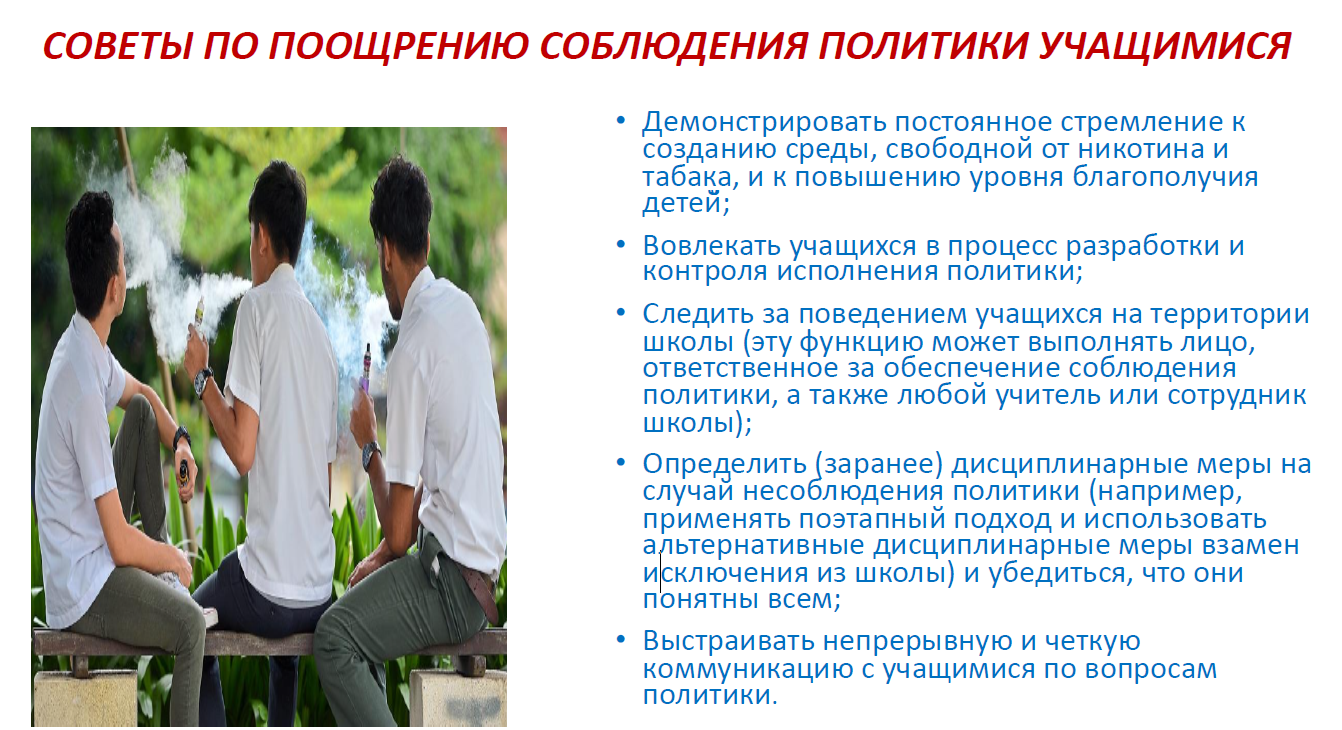 СОВЕТЫ ПО ПООЩРЕНИЮ СОБЛЮДЕНИЯ ПОЛИТИКИ УЧАЩИМИСЯ
• Демонстрировать постоянное стремление к
созданию среды, свободной от никотина и
табака, и к повышению уровня благополучия
детей;
• Вовлекать учащихся в процесс разработки и
контроля исполнения политики;
• Следить за поведением учащихся на территории
школы (эту функцию может выполнять лицо,
ответственное за обеспечение соблюдения
политики, а также любой учитель или сотрудник
школы);
• Определить (заранее) дисциплинарные меры на
случай несоблюдения политики (например,
применять поэтапный подход и использовать
альтернативные дисциплинарные меры взамен
исключения из школы) и убедиться, что они
понятны всем;
• Выстраивать непрерывную и четкую
коммуникацию с учащимися по вопросам
политики.